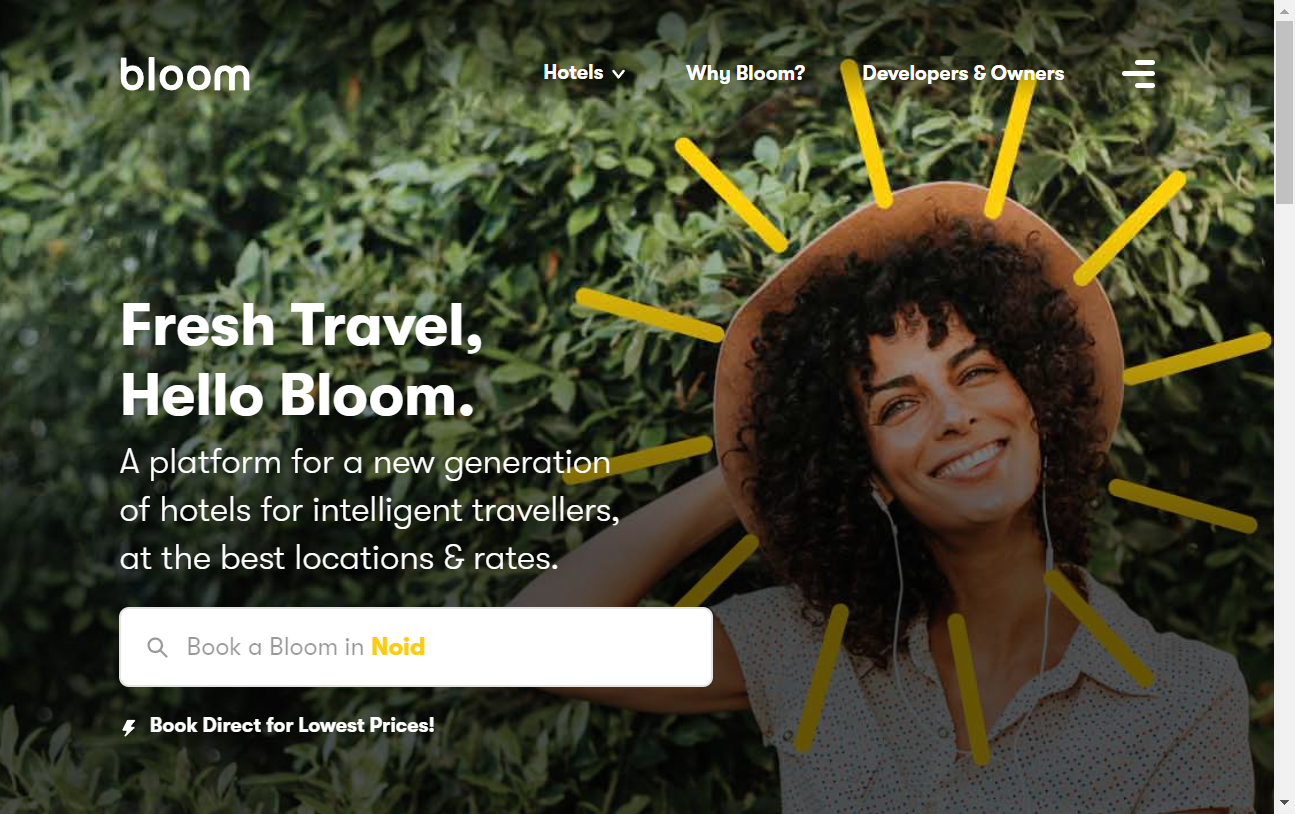 bloom
Hotels
Why Bloom?
Developers & Owners
Fresh Travel,
Hello Bloom.
A platform for a new generation
of hotels for intelligent travellers,
at the best locations & rates.
Book a Bloom in Noid
Book Direct for Lowest Prices!